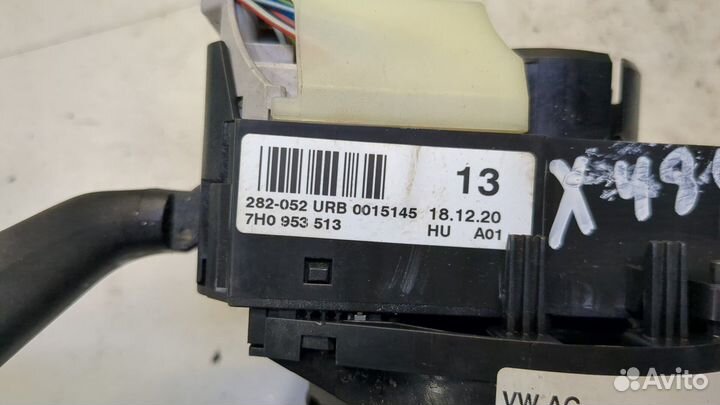 13
282-052 URB 0015145 18.12.20
7H0 953 513 HU A01
VW AG
Avito